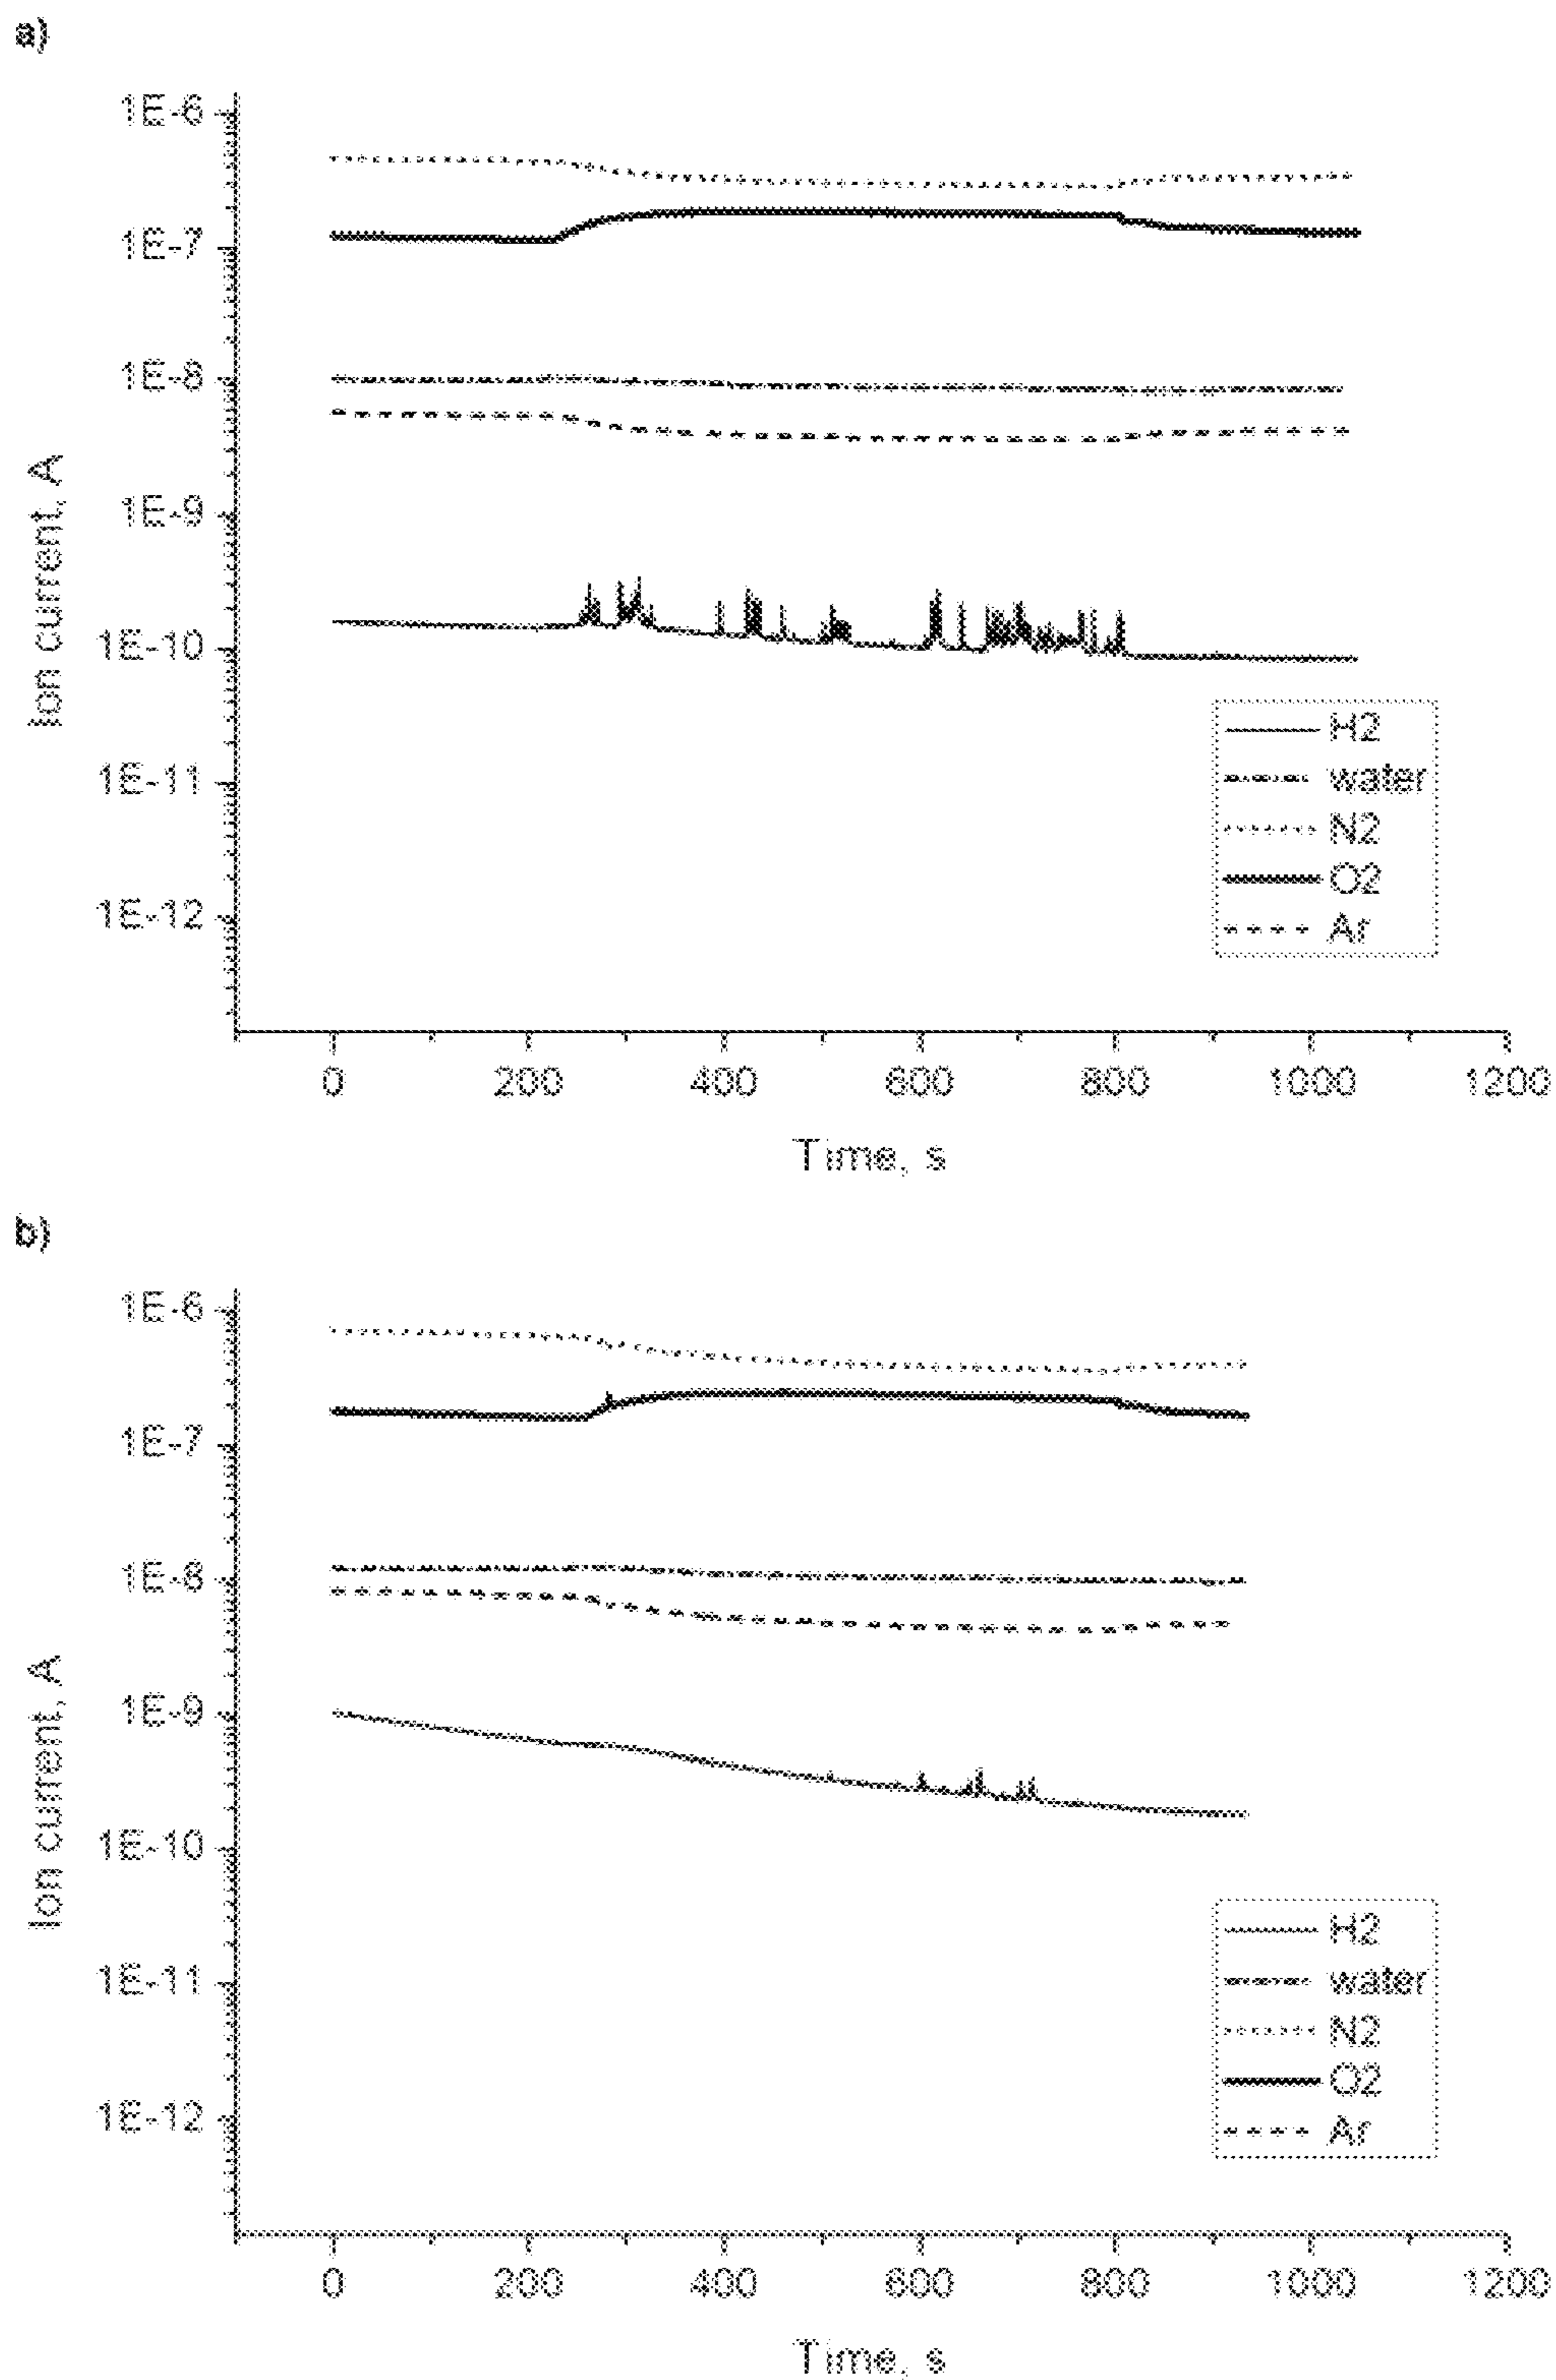 a)
1E-6
1E-7
1E-8
1E-9
1E-10
1E-11
1E-12
Ion current, A
H2
water
N2
O2
Ar
0 200 400 600 800 1000 1200
Time, s
b)
1E-6
1E-7
1E-8
1E-9
1E-10
1E-11
1E-12
Ion current, A
H2
water
N2
O2
Ar
0 200 400 600 800 1000 1200
Time, s